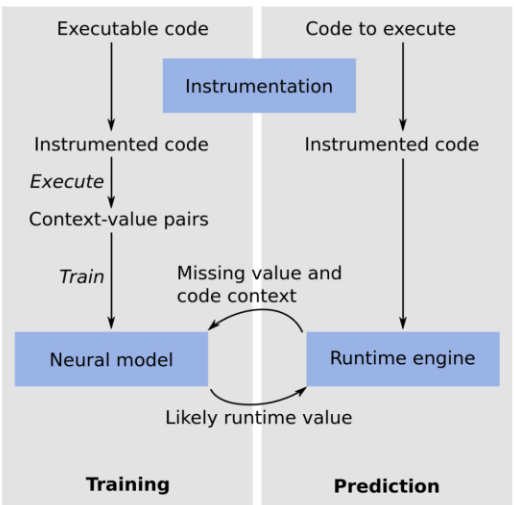 Executable code
Code to execute
Instrumentation
Instrumented code
Instrumented code
Execute
Context-value pairs
Train
Missing value and
code context
Neural model
Runtime engine
Likely runtime value
Training
Prediction